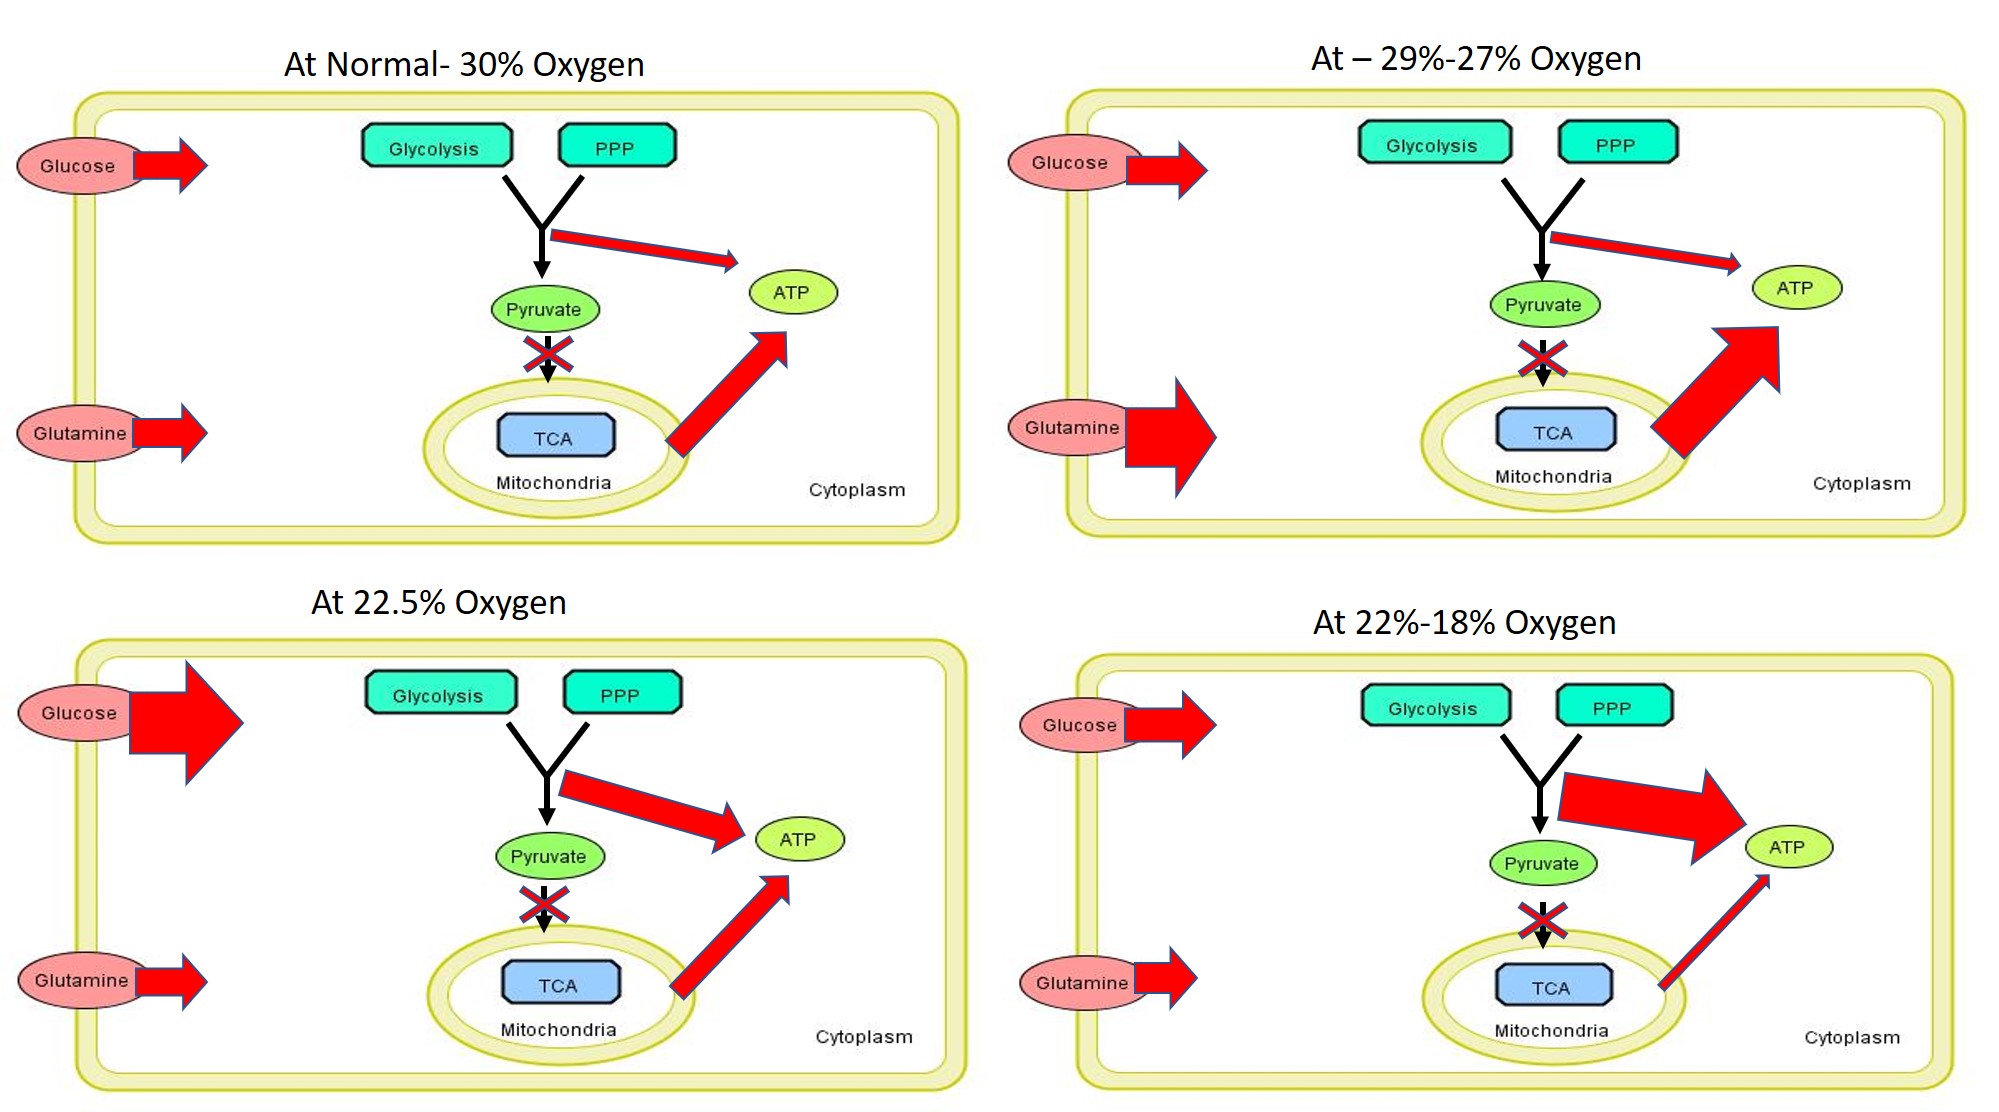 At Normal- 30% Oxygen
Glucose
Glycolysis
PPP
ATP
Pyruvate
Glutamine
TCA
Mitochondria
Cytoplasm
At – 29%-27% Oxygen
Glucose
Glycolysis
PPP
ATP
Pyruvate
Glutamine
TCA
Mitochondria
Cytoplasm
At 22.5% Oxygen
Glucose
Glycolysis
PPP
ATP
Pyruvate
Glutamine
TCA
Mitochondria
Cytoplasm
At 22%-18% Oxygen
Glucose
Glycolysis
PPP
ATP
Pyruvate
Glutamine
TCA
Mitochondria
Cytoplasm